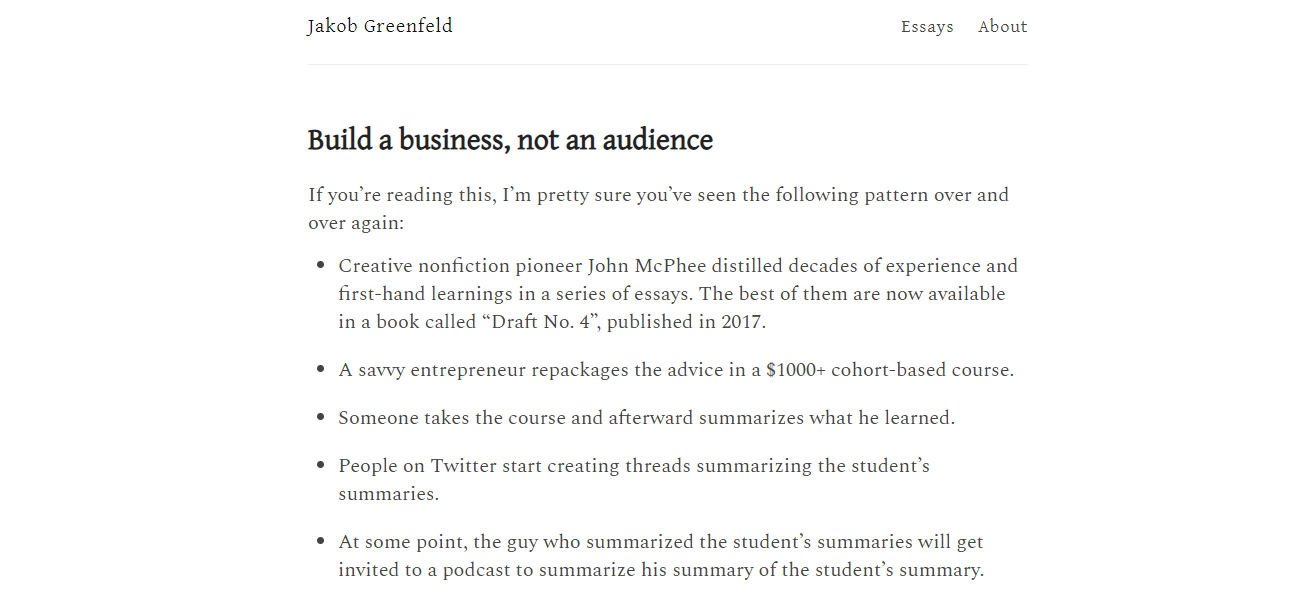 Jakob Greenfeld
Essays About
Build a business, not an audience
If you’re reading this, I’m pretty sure you’ve seen the following pattern over and
over again:
• Creative nonfiction pioneer John McPhee distilled decades of experience and
first-hand learnings in a series of essays. The best of them are now available
in a book called “Draft No. 4”, published in 2017.
• A savvy entrepreneur repackages the advice in a $1000+ cohort-based course.
• Someone takes the course and afterward summarizes what he learned.
• People on Twitter start creating threads summarizing the student’s
summaries.
• At some point, the guy who summarized the student’s summaries will get
invited to a podcast to summarize his summary of the student’s summary.